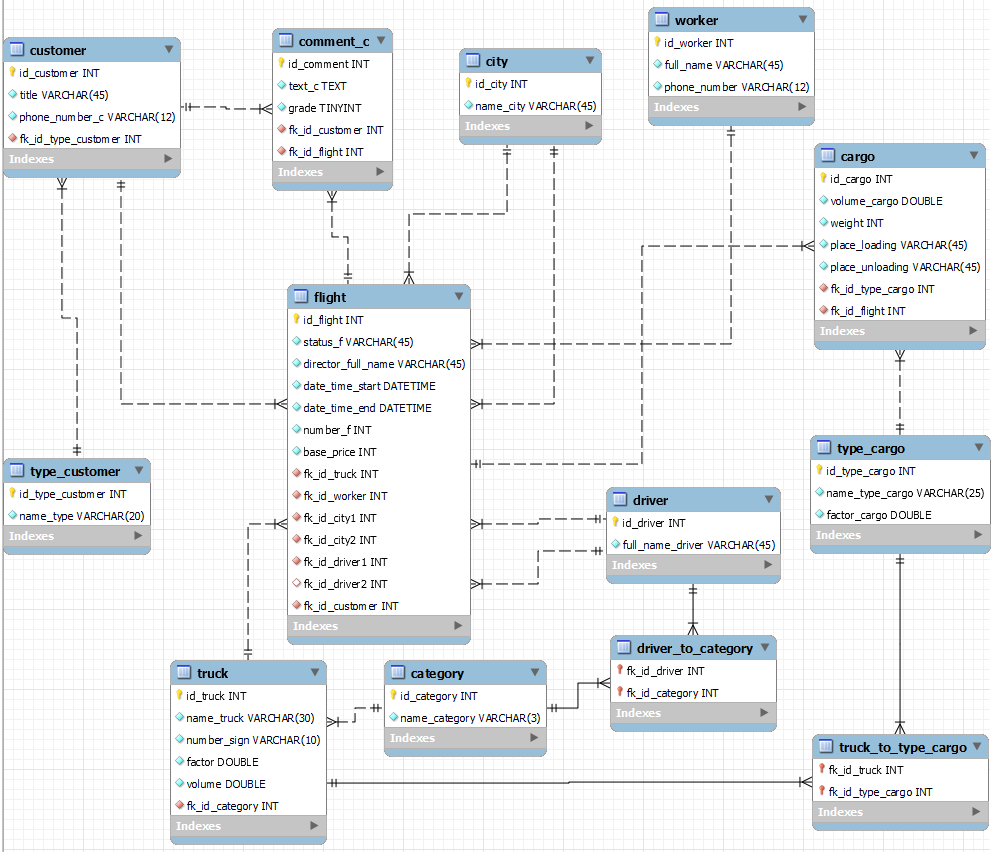 customer
id_customer INT
title VARCHAR(45)
phone_number_c VARCHAR(12)
fk_id_type_customer INT
Indexes
comment_c
id_comment INT
text_c TEXT
grade TINYINT
fk_id_customer INT
fk_id_flight INT
Indexes
city
id_city INT
name_city VARCHAR(45)
Indexes
worker
id_worker INT
full_name VARCHAR(45)
phone_number VARCHAR(12)
Indexes
cargo
id_cargo INT
volume_cargo DOUBLE
weight INT
place_loading VARCHAR(45)
place_unloading VARCHAR(45)
fk_id_type_cargo INT
fk_id_flight INT
Indexes
flight
id_flight INT
status_f VARCHAR(45)
director_full_name VARCHAR(45)
date_time_start DATETIME
date_time_end DATETIME
number_f INT
base_price INT
fk_id_truck INT
fk_id_worker INT
fk_id_city1 INT
fk_id_city2 INT
fk_id_driver1 INT
fk_id_driver2 INT
fk_id_customer INT
Indexes
type_customer
id_type_customer INT
name_type VARCHAR(20)
Indexes
driver
id_driver INT
full_name_driver VARCHAR(45)
Indexes
type_cargo
id_type_cargo INT
name_type_cargo VARCHAR(25)
factor_cargo DOUBLE
Indexes
truck
id_truck INT
name_truck VARCHAR(30)
number_sign VARCHAR(10)
factor DOUBLE
volume DOUBLE
fk_id_category INT
Indexes
category
id_category INT
name_category VARCHAR(3)
Indexes
driver_to_category
fk_id_driver INT
fk_id_category INT
Indexes
truck_to_type_cargo
fk_id_truck INT
fk_id_type_cargo INT
Indexes